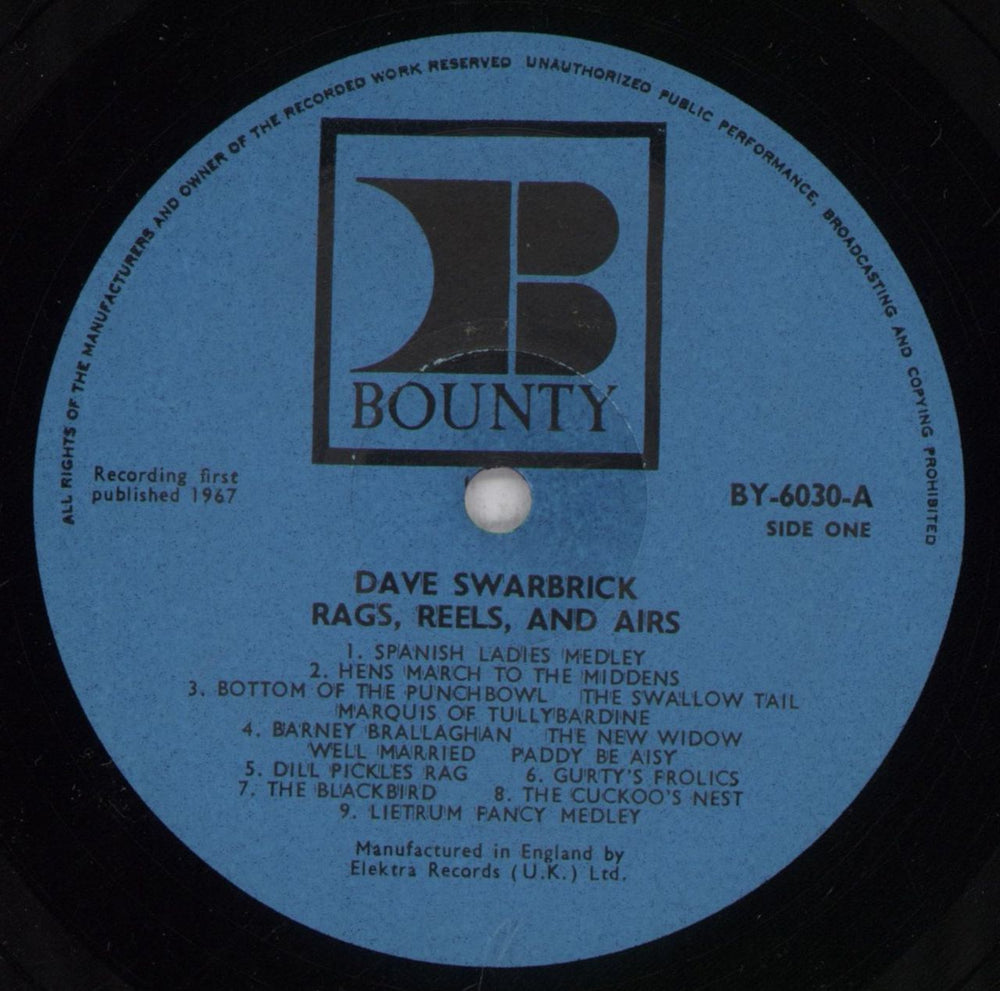 ALL RIGHTS OF THE MANUFACTURERS AND OWNER OF THE RECORDED WORK RESERVED UNAUTHORIZED PUBLIC PERFORMANCE, BROADCASTING AND COPYING PROHIBITED
B
BOUNTY
Recording first
published 1967
BY-6030-A
SIDE ONE
DAVE SWARBRICK
RAGS, REELS, AND AIRS
1. SPANISH LADIES MEDLEY
2. HENS MARCH TO THE MIDDENS
3. BOTTOM OF THE PUNCHBOWL THE SWALLOW TAIL
MARQUIS OF TULLYBARDINE
4. BARNEY BRALLAGHAN THE NEW WIDOW
WELL MARRIED PADDY BE AISY
5. DILL PICKLES RAG 6. GURTY'S FROLICS
7. THE BLACKBIRD 8. THE CUCKOO'S NEST
9. LIETRUM FANCY MEDLEY
Manufactured in England by
Elektra Records (U.K.) Ltd.